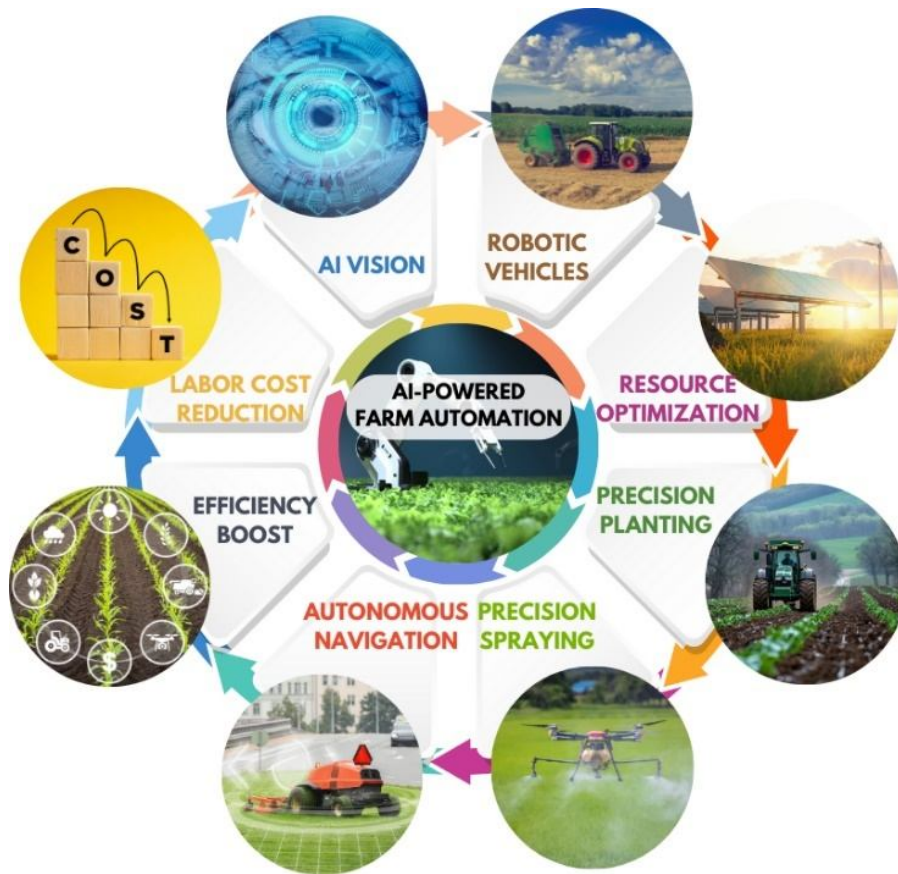 AI VISION
ROBOTIC
VEHICLES
RESOURCE
OPTIMIZATION
PRECISION
PLANTING
PRECISION
SPRAYING
AUTONOMOUS
NAVIGATION
EFFICIENCY
BOOST
$
LABOR COST
REDUCTION
C
O
S
T
AI-POWERED
FARM AUTOMATION